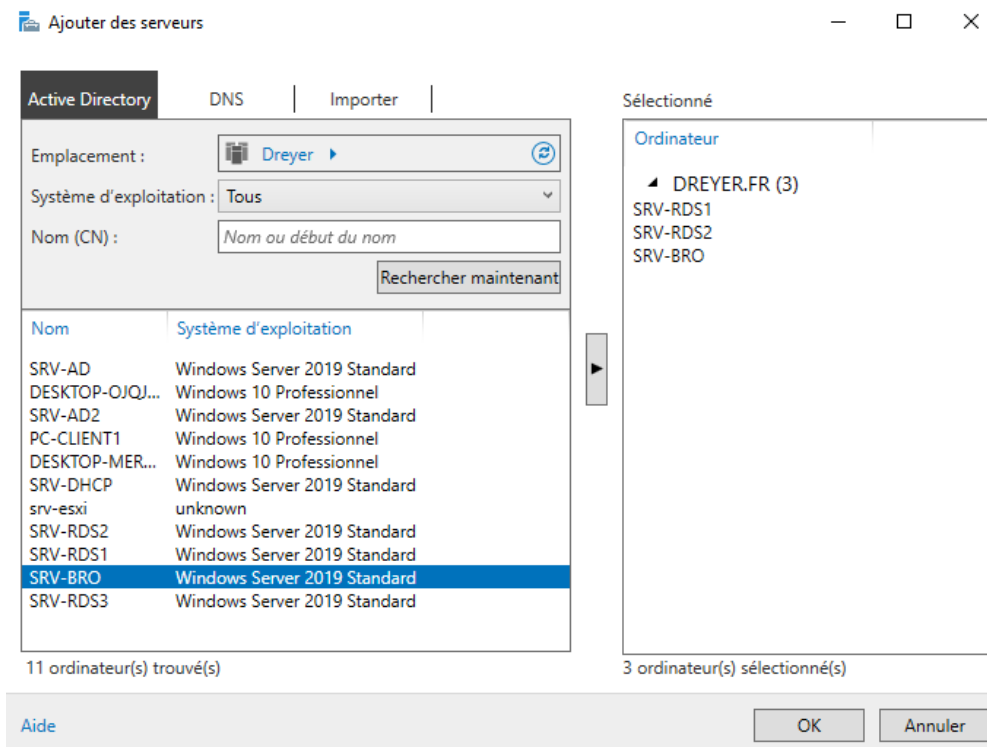 Ajouter des serveurs
Active Directory DNS Importer
Emplacement : Dreyer
Système d'exploitation : Tous
Nom (CN) : Nom ou début du nom
Rechercher maintenant
Nom Système d'exploitation
SRV-AD Windows Server 2019 Standard
DESKTOP-OJQJ... Windows 10 Professionnel
SRV-AD2 Windows Server 2019 Standard
PC-CLIENT1 Windows 10 Professionnel
DESKTOP-MER... Windows 10 Professionnel
SRV-DHCP Windows Server 2019 Standard
srv-esxi unknown
SRV-RDS2 Windows Server 2019 Standard
SRV-RDS1 Windows Server 2019 Standard
SRV-BRO Windows Server 2019 Standard
SRV-RDS3 Windows Server 2019 Standard
11 ordinateur(s) trouvé(s)
Sélectionné
Ordinateur
DREYER.FR (3)
SRV-RDS1
SRV-RDS2
SRV-BRO
3 ordinateur(s) sélectionné(s)
Aide OK Annuler